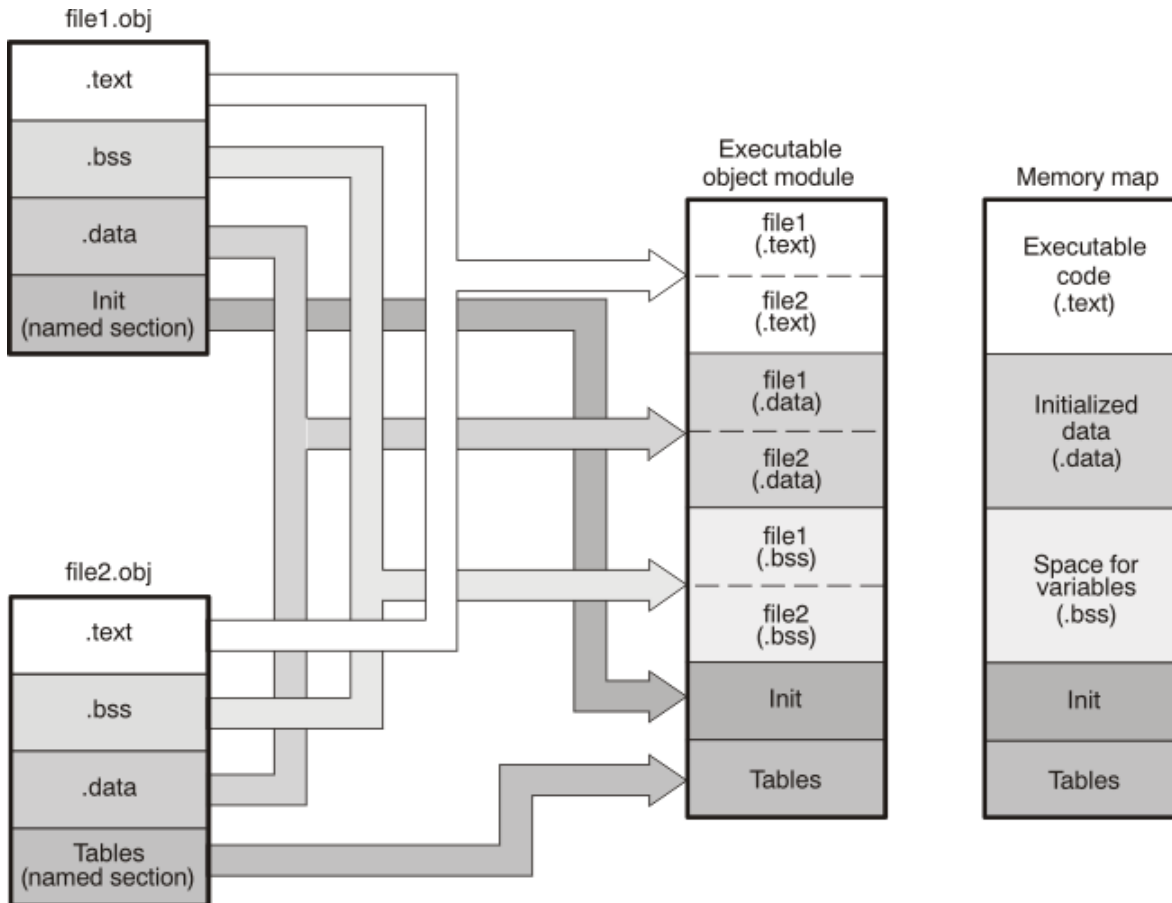 file1.obj
.text
.bss
.data
Init
(named section)
file2.obj
.text
.bss
.data
Tables
(named section)
Executable
object module
file1
(.text)
file2
(.text)
file1
(.data)
file2
(.data)
file1
(.bss)
file2
(.bss)
Init
Tables
Memory map
Executable
code
(.text)
Initialized
data
(.data)
Space for
variables
(.bss)
Init
Tables